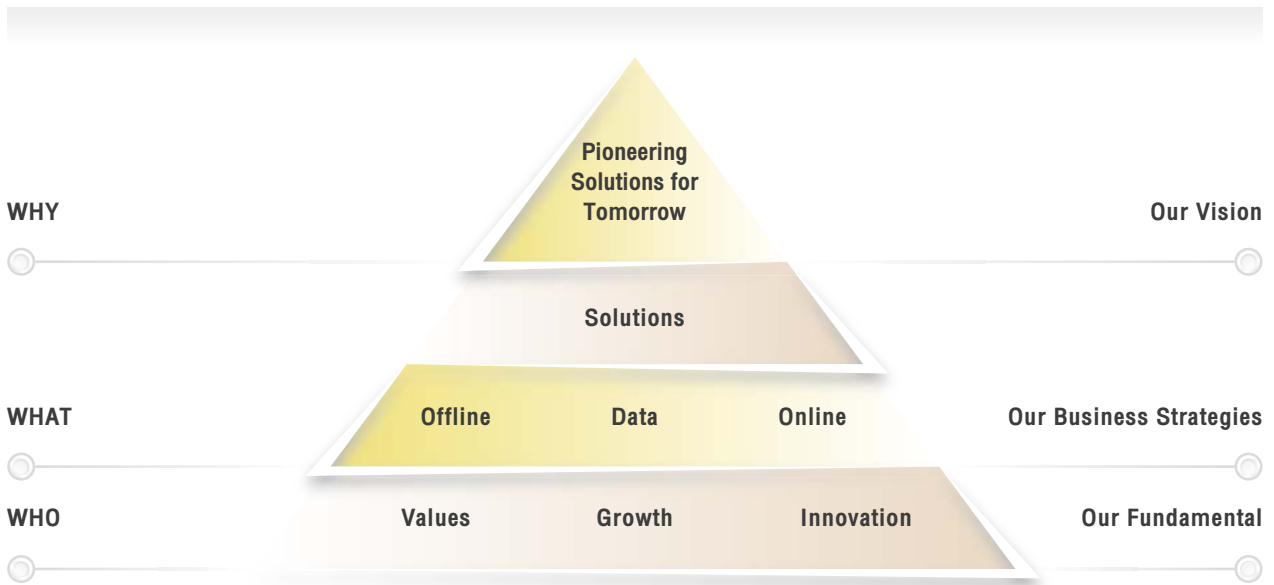 Pioneering
Solutions for
Tomorrow
WHY
Our Vision
Solutions
WHAT
Offline
Data
Online
Our Business Strategies
WHO
Values
Growth
Innovation
Our Fundamental